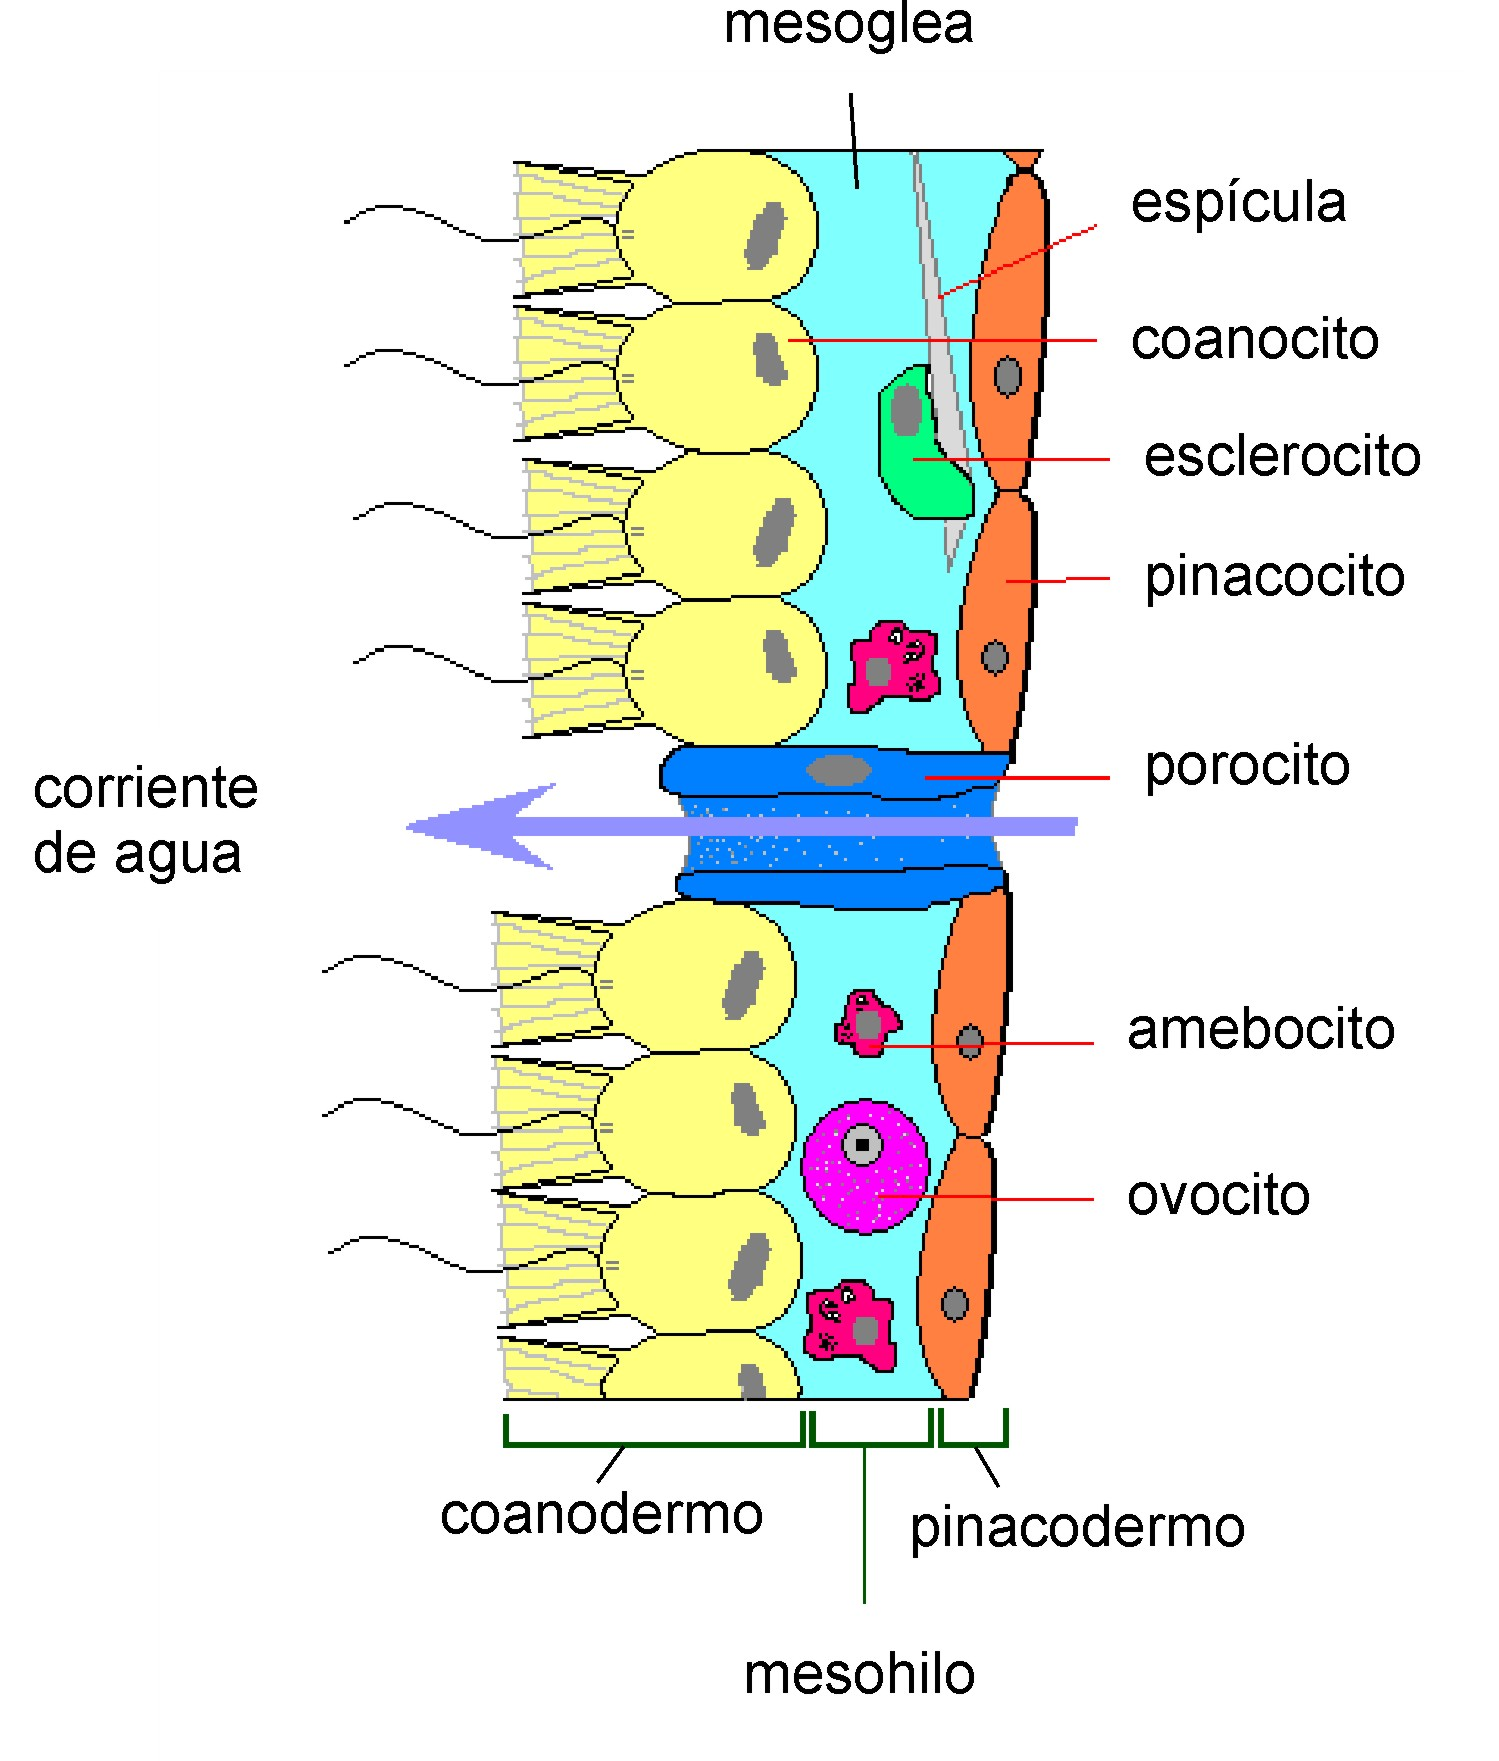 mesoglea
espícula
coanocito
esclerocito
pinacocito
porocito
corriente
de agua
amebocito
ovocito
coanodermo
pinacodermo
mesohilo